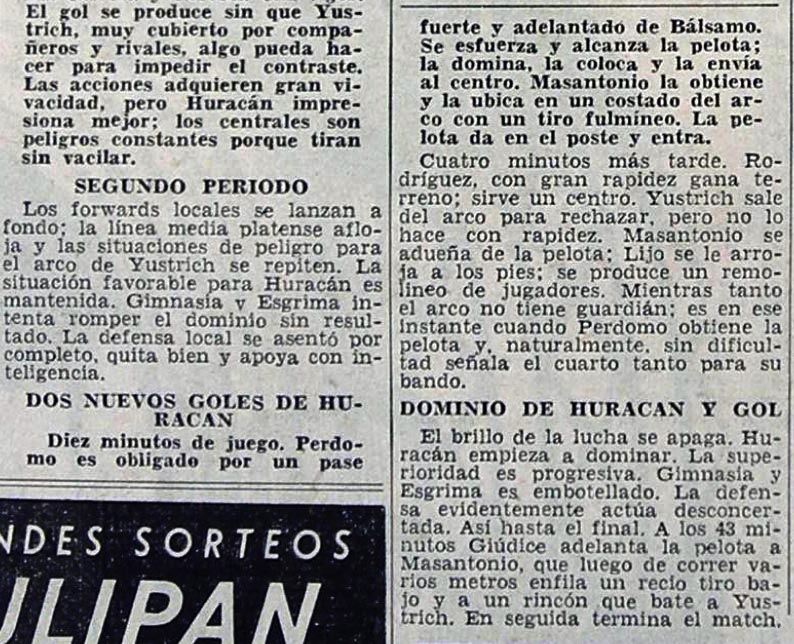 El gol se produce sin que Yus-
trich, muy cubierto por compa-
ñeros y rivales, algo pueda ha-
cer para impedir el contraste.
Las acciones adquieren gran vi-
vacidad, pero Huracán impre-
siona mejor; los centrales son
peligros constantes porque tiran
sin vacilar.
SEGUNDO PERIODO
Los forwards locales se lanzan a
fondo; la línea media platense aflo-
ja y las situaciones de peligro para
el arco de Yustrich se repiten. La
situación favorable para Huracán es
mantenida. Gimnasia y Esgrima in-
tenta romper el dominio sin resul-
tado. La defensa local se asentó por
completo, quita bien y apoya con in-
teligencia.
DOS NUEVOS GOLES DE HU-
RACAN
Diez minutos de juego. Perdo-
mo es obligado por un pase
NDES SORTEOS
ULIPAN
fuerte y adelantado de Bálsamo.
Se esfuerza y alcanza la pelota;
la domina, la coloca y la envía
al centro. Masantonio la obtiene
y la ubica en un costado del ar-
co con un tiro fulmíneo. La pe-
lota da en el poste y entra.
Cuatro minutos más tarde. Ro-
dríguez, con gran rapidez gana te-
rreno; sirve un centro. Yustrich sale
del arco para rechazar, pero no lo
hace con rapidez. Masantonio se
adueña de la pelota; Lijo se le arro-
ja a los pies; se produce un remo-
lineo de jugadores. Mientras tanto
el arco no tiene guardián; es en ese
instante cuando Perdomo obtiene la
pelota y, naturalmente, sin dificul-
tad señala el cuarto tanto para su
bando.
DOMINIO DE HURACAN Y GOL
El brillo de la lucha se apaga. Hu-
racán empieza a dominar. La supe-
rioridad es progresiva. Gimnasia y
Esgrima es embotellado. La defen-
sa evidentemente actúa desconcer-
tada. Así hasta el final. A los 43 mi-
nutos Giúdice adelanta la pelota a
Masantonio, que luego de correr va-
rios metros enfila un recio tiro ba-
jo y a un rincón que bate a Yus-
trich. En seguida termina el match.